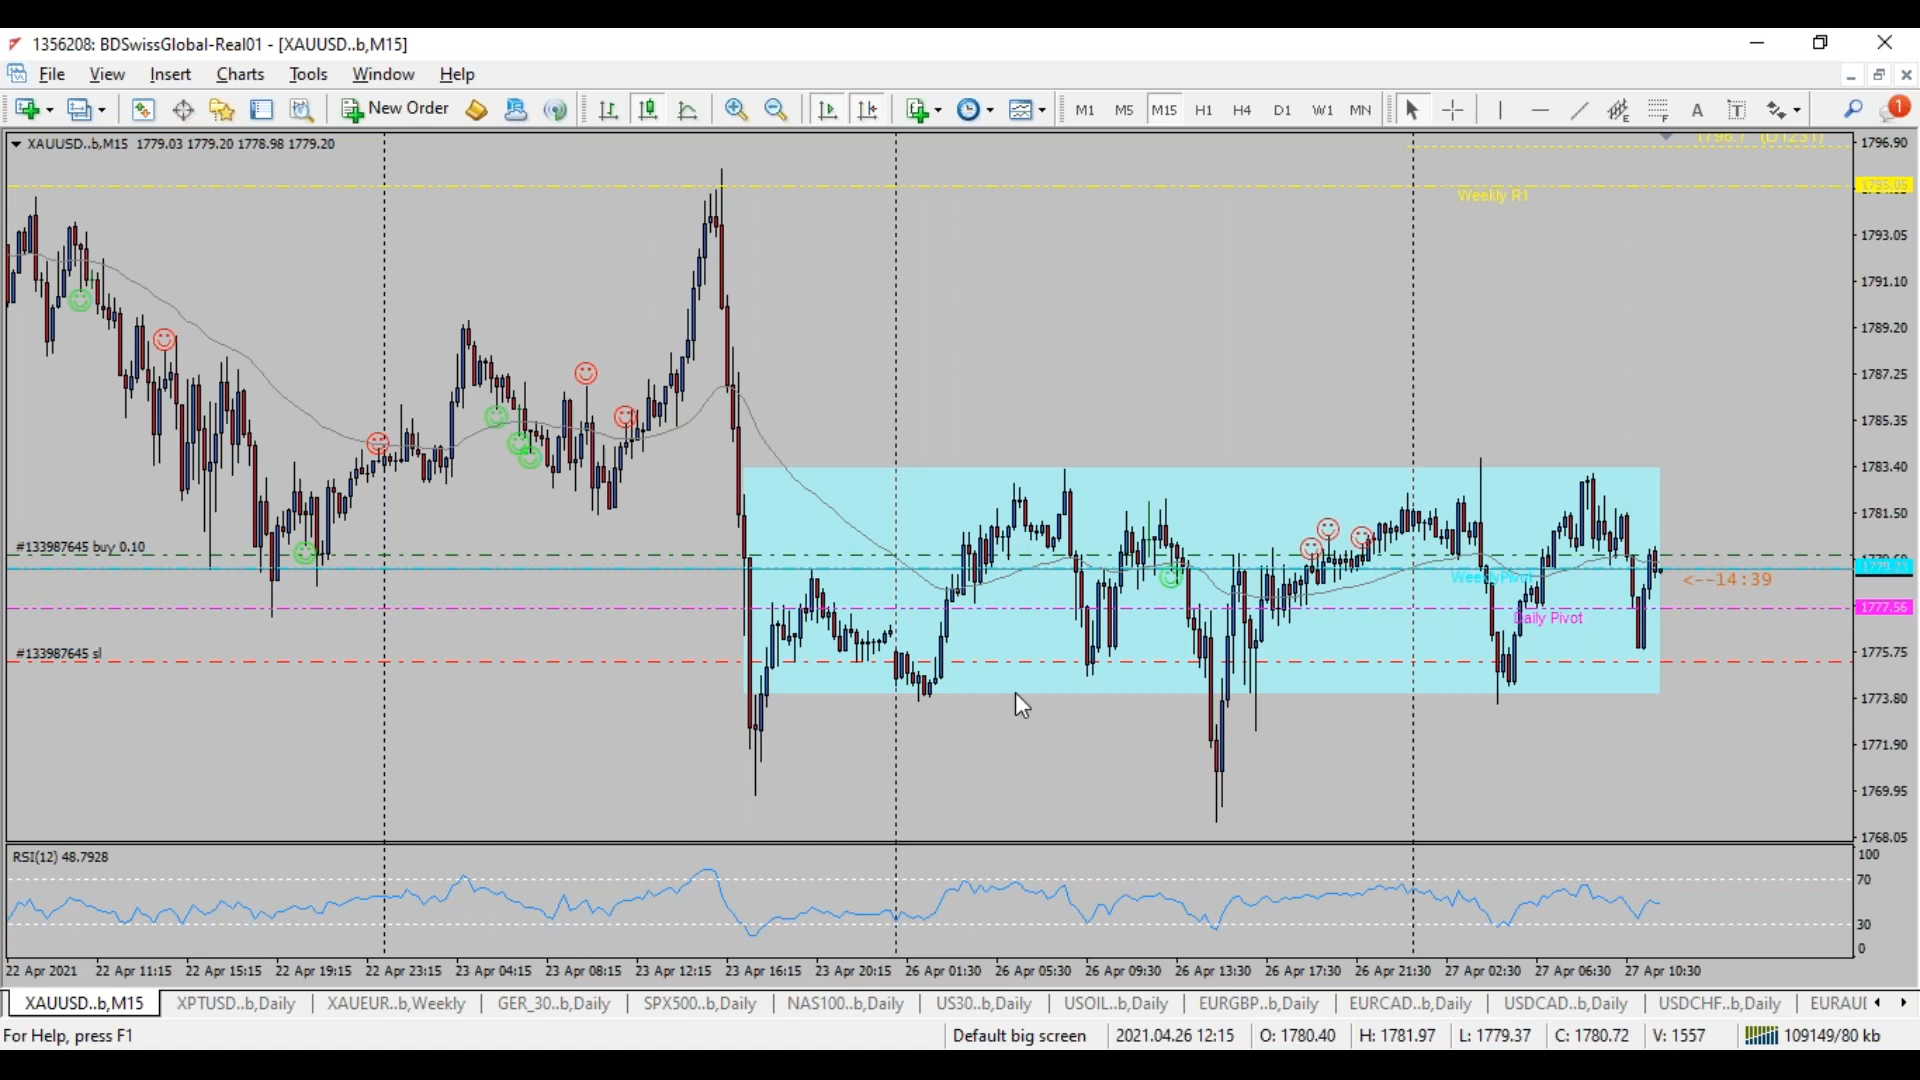 1356208: BDSwissGlobal-Real01 - [XAUUSD..b,M15]
File View Insert Charts Tools Window Help
New Order M1 M5 M15 H1 H4 D1 W1 MN A T 1
XAUUSD..b,M15 1779.03 1779.20 1778.98 1779.20
1796.90
1795.05
Weekly R1
1793.05
1791.10
1789.20
1787.25
1785.35
1783.40
1781.50
#133987645 buy 0.10
WeeklyPivot
<--14:39
1777.56
Daily Pivot
#133987645 sl
1775.75
1773.80
1771.90
1769.95
1768.05
RSI(12) 48.7928
100
70
30
0
22 Apr 2021 22 Apr 11:15 22 Apr 15:15 22 Apr 19:15 22 Apr 23:15 23 Apr 04:15 23 Apr 08:15 23 Apr 12:15 23 Apr 16:15 23 Apr 20:15 26 Apr 01:30 26 Apr 05:30 26 Apr 09:30 26 Apr 13:30 26 Apr 17:30 26 Apr 21:30 27 Apr 02:30 27 Apr 06:30 27 Apr 10:30
XAUUSD..b,M15 XPTUSD..b,Daily XAUEUR..b,Weekly GER_30..b,Daily SPX500..b,Daily NAS100..b,Daily US30..b,Daily USOIL..b,Daily EURGBP..b,Daily EURCAD..b,Daily USDCAD..b,Daily USDCHF..b,Daily EURAUI
For Help, press F1 Default big screen 2021.04.26 12:15 O: 1780.40 H: 1781.97 L: 1779.37 C: 1780.72 V: 1557 109149/80 kb